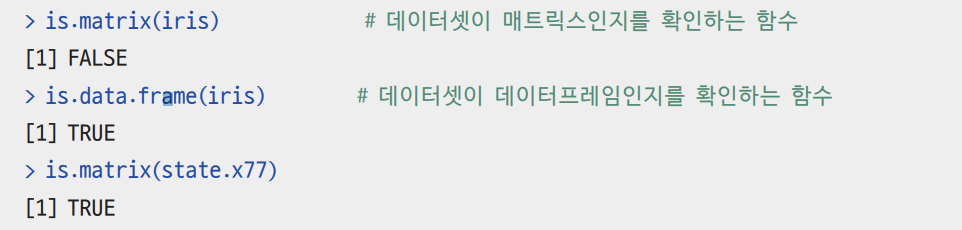 > is.matrix(iris) # 데이터셋이 매트릭스인지를 확인하는 함수
[1] FALSE
> is.data.frame(iris) # 데이터셋이 데이터프레임인지를 확인하는 함수
[1] TRUE
> is.matrix(state.x77)
[1] TRUE